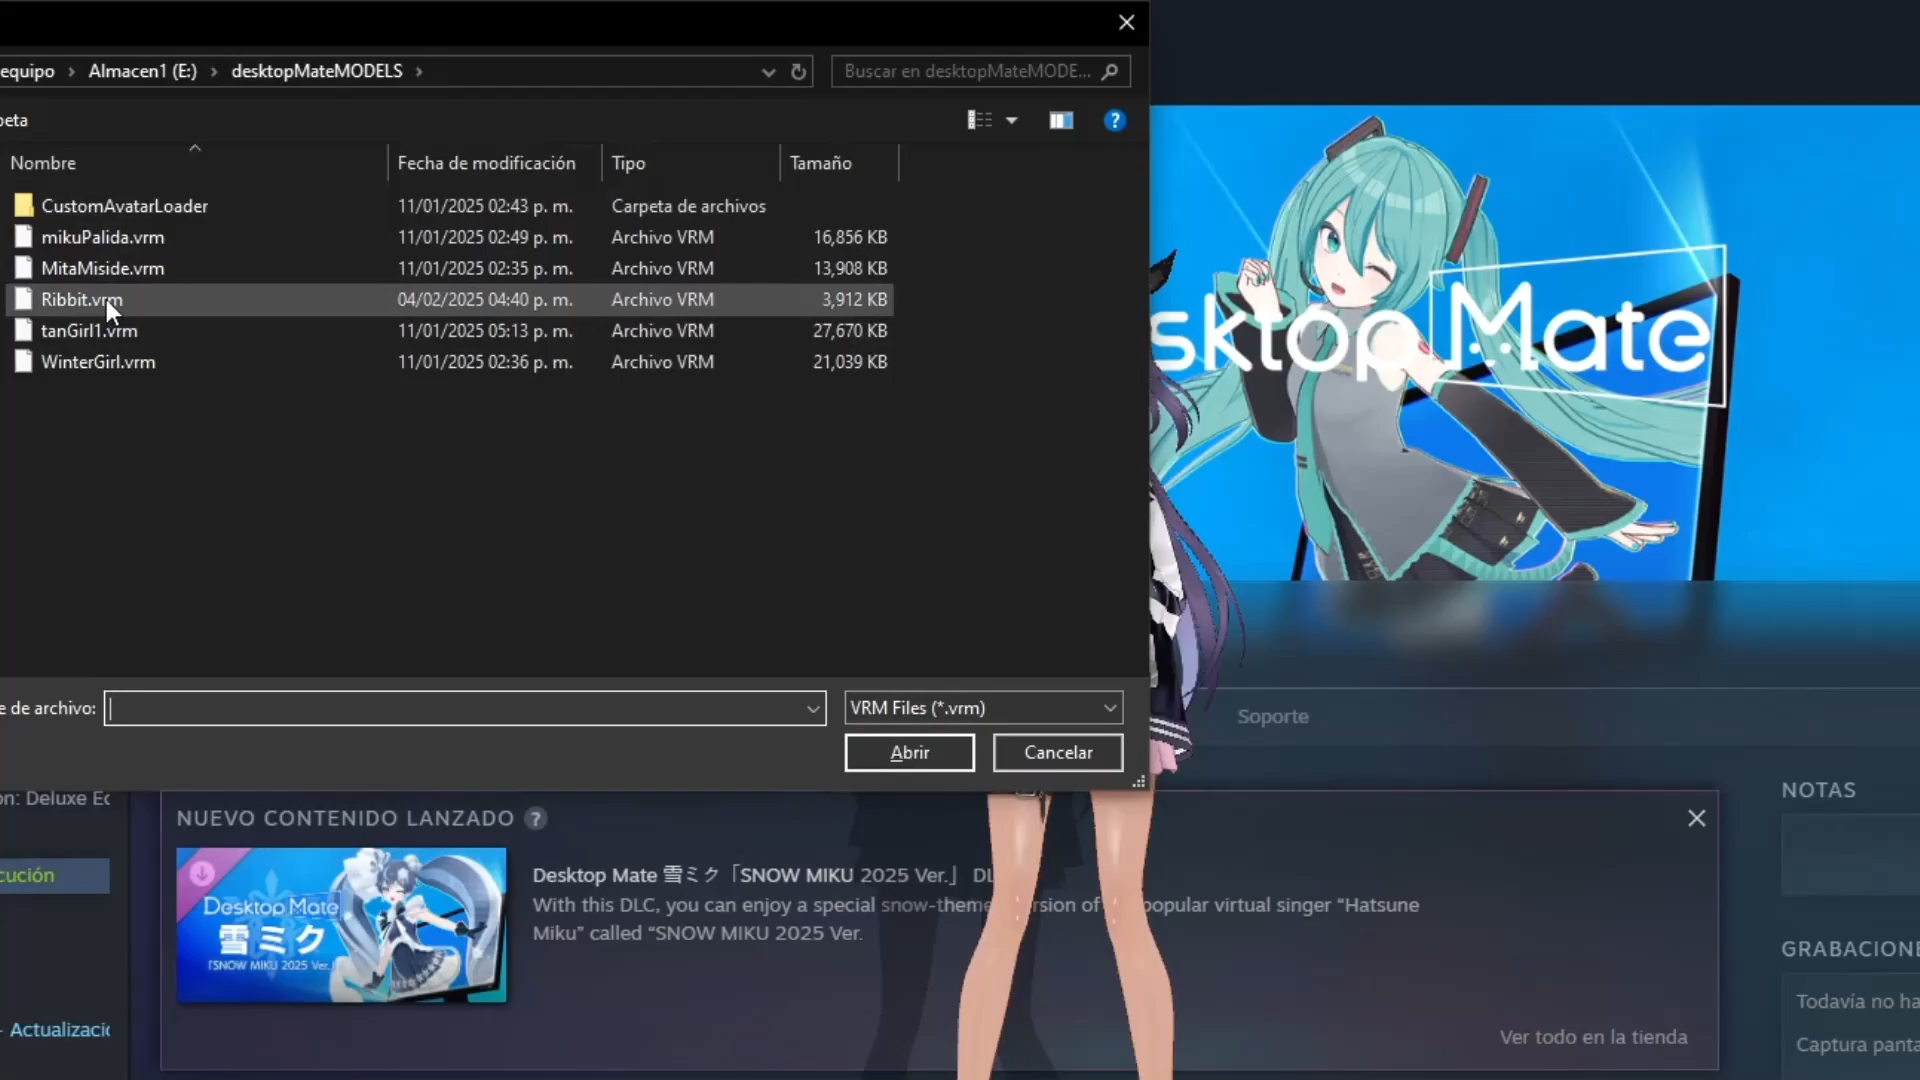 equipo > Almacen1 (E:) > desktopMateMODELS >
Buscar en desktopMateMODE...
peta
Nombre Fecha de modificación Tipo Tamaño
CustomAvatarLoader 11/01/2025 02:43 p. m. Carpeta de archivos
mikuPalida.vrm 11/01/2025 02:49 p. m. Archivo VRM 16,856 KB
MitaMiside.vrm 11/01/2025 02:35 p. m. Archivo VRM 13,908 KB
Ribbit.vrm 04/02/2025 04:40 p. m. Archivo VRM 3,912 KB
tanGirl1.vrm 11/01/2025 05:13 p. m. Archivo VRM 27,670 KB
WinterGirl.vrm 11/01/2025 02:36 p. m. Archivo VRM 21,039 KB
e de archivo:
VRM Files (*.vrm)
Abrir
Cancelar
sktop Mate
Soporte
on: Deluxe Ec
cución
- Actualizació
NUEVO CONTENIDO LANZADO ?
Desktop Mate
雪ミク
「SNOW MIKU 2025 Ver.」
Desktop Mate 雪ミク「SNOW MIKU 2025 Ver.」 DL
With this DLC, you can enjoy a special snow-theme rsion of popular virtual singer “Hatsune
Miku” called “SNOW MIKU 2025 Ver.
Ver todo en la tienda
NOTAS
GRABACIONE
Todavía no ha
Captura panta